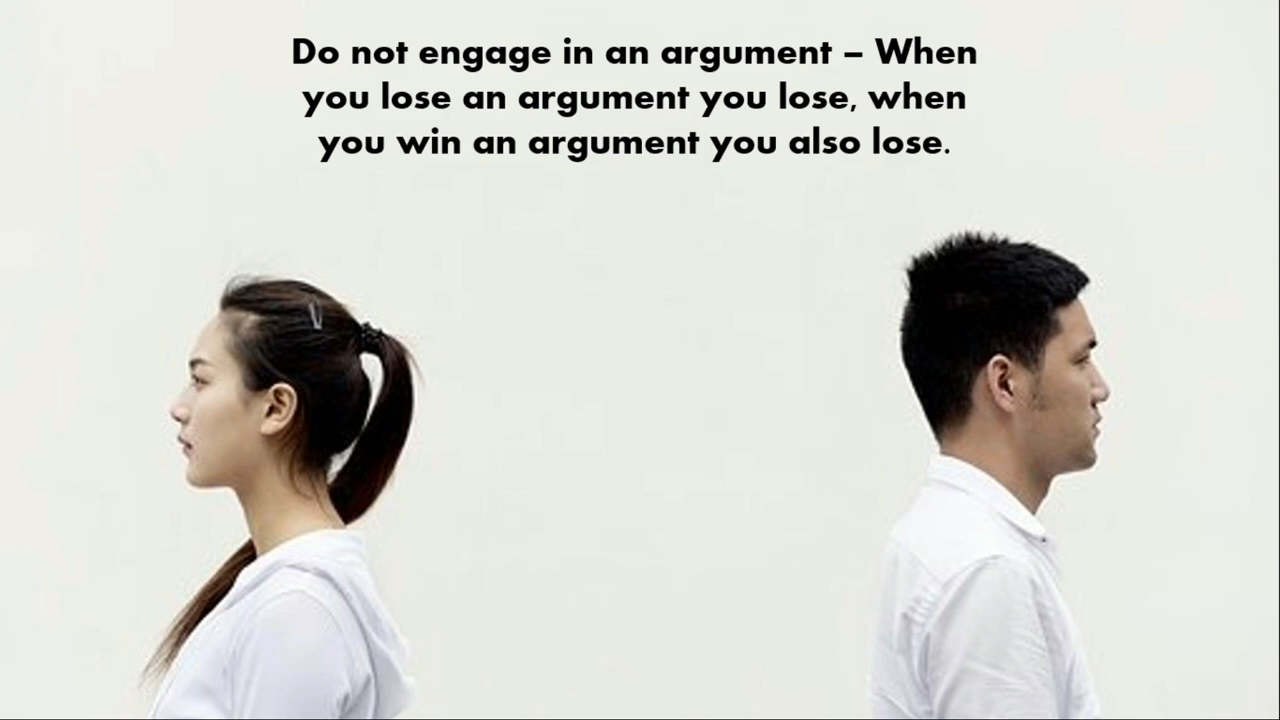 Do not engage in an argument – When
you lose an argument you lose, when
you win an argument you also lose.